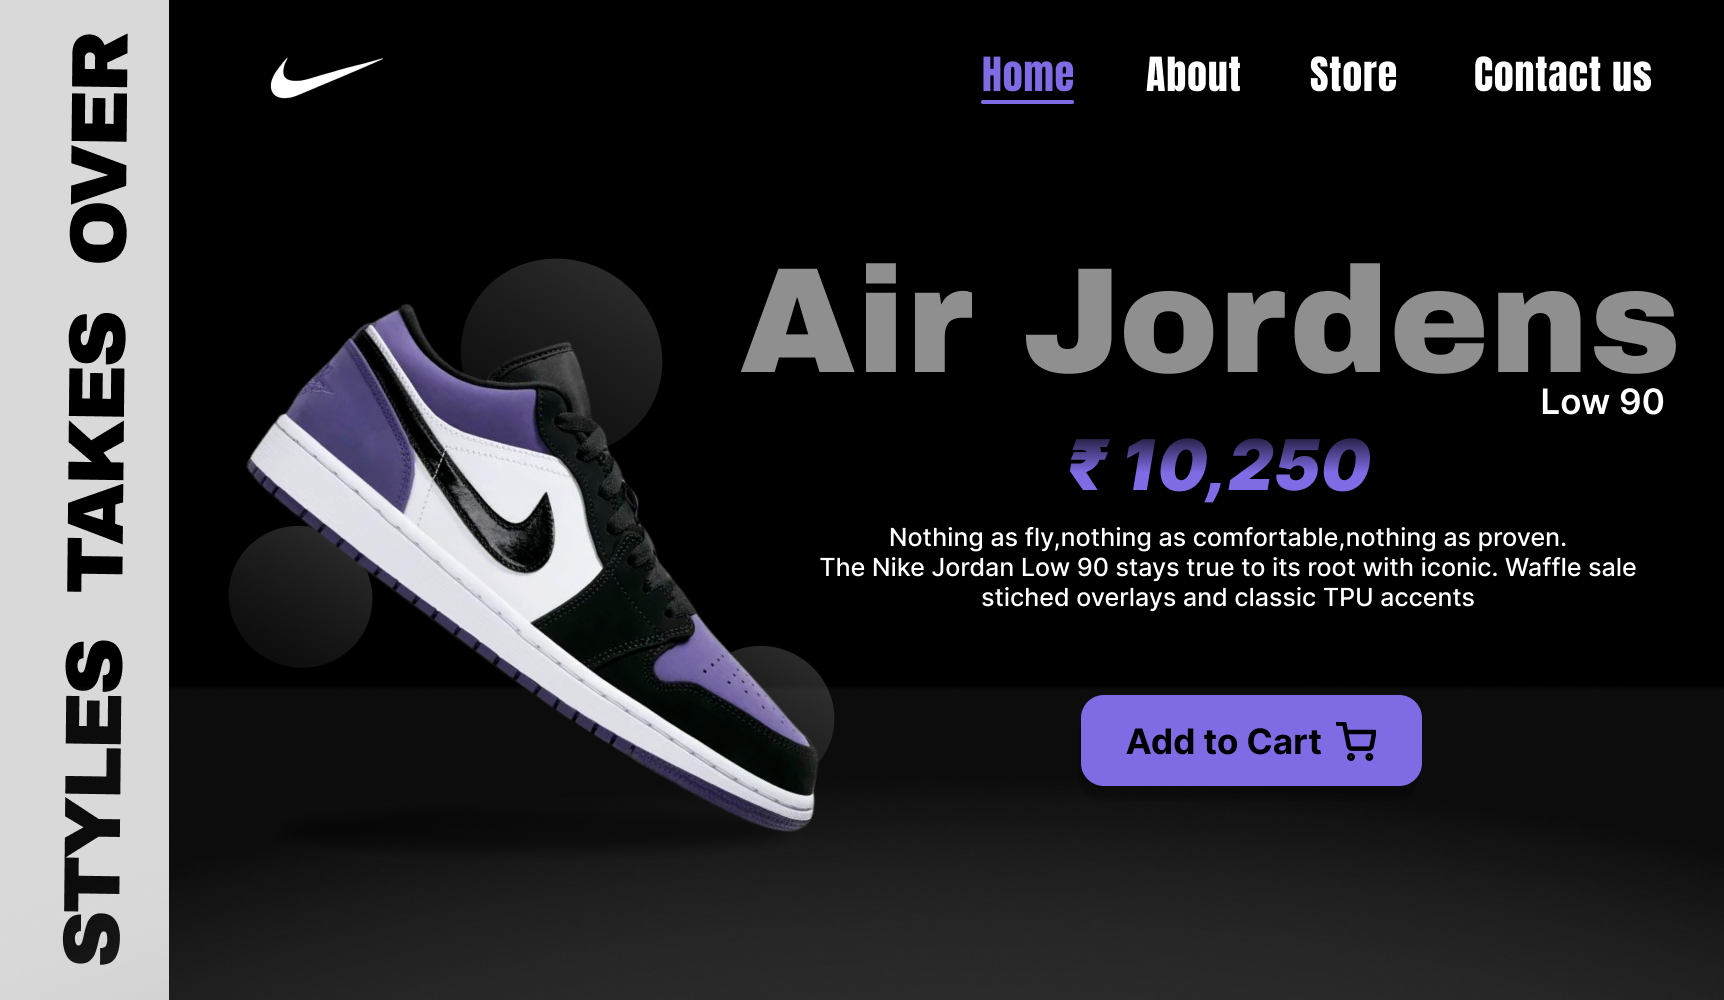 STYLES TAKES OVER
Home About Store Contact us
Air Jordens
Low 90
₹ 10,250
Nothing as fly,nothing as comfortable,nothing as proven.
The Nike Jordan Low 90 stays true to its root with iconic. Waffle sale
stiched overlays and classic TPU accents
Add to Cart